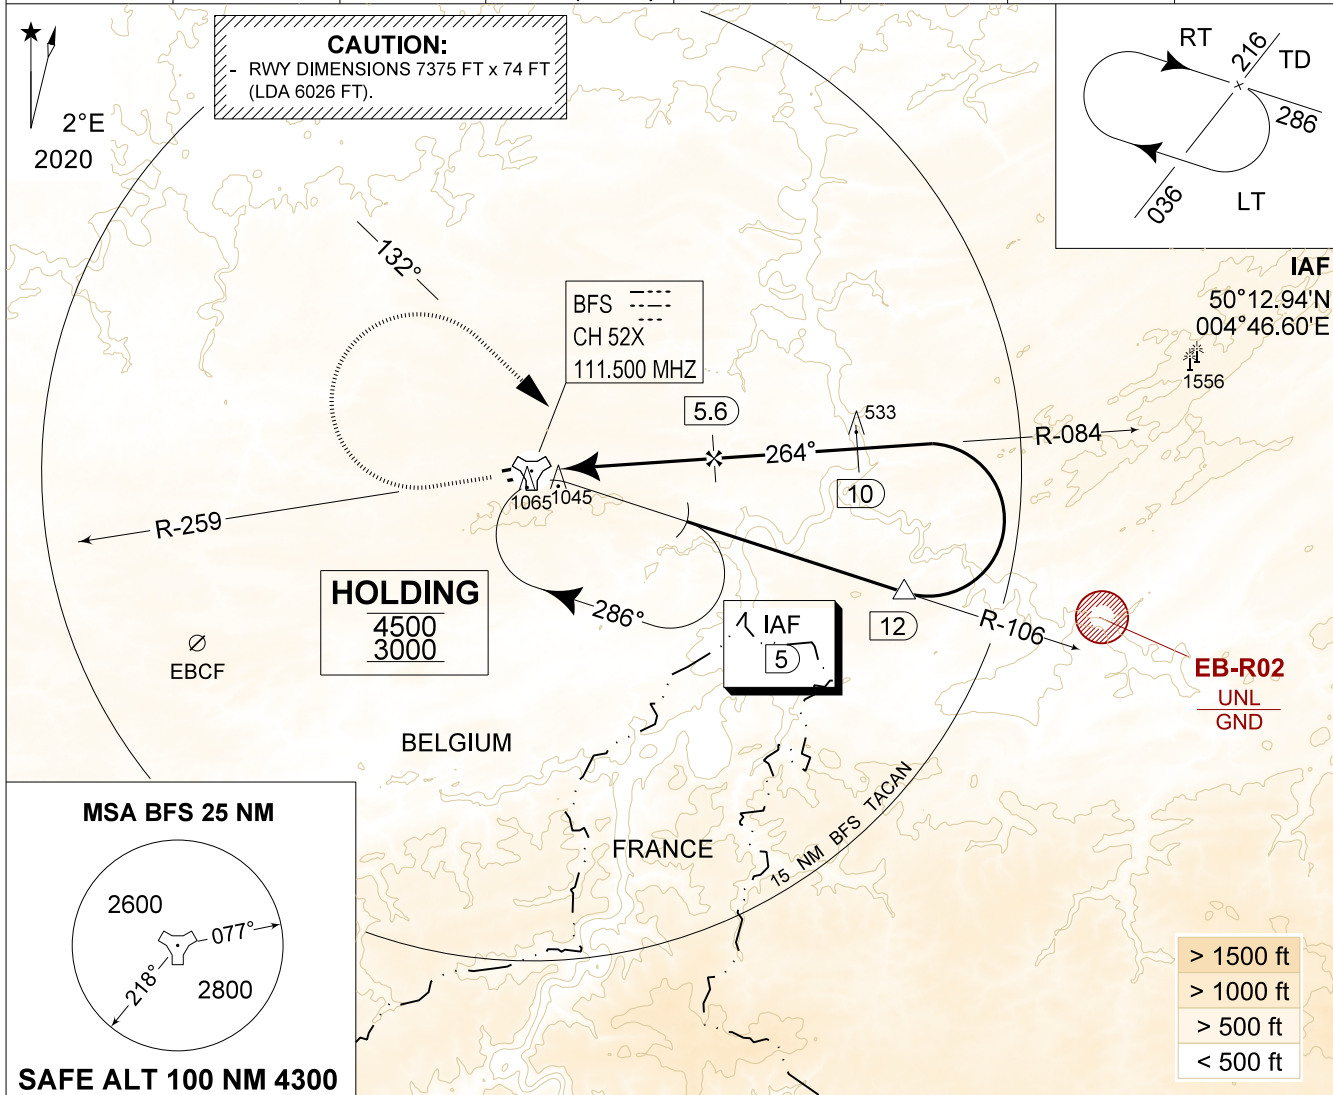 CAUTION:
- RWY DIMENSIONS 7375 FT x 74 FT
(LDA 6026 FT).
2°E
2020
RT
216
TD
286
036
LT
IAF
50°12.94'N
004°46.60'E
1556
132°
BFS
CH 52X
111.500 MHZ
5.6
533
264°
R-084
10
1065
1045
R-259
HOLDING
4500
3000
286°
IAF
5
12
R-106
EB-R02
UNL
GND
EBCF
BELGIUM
FRANCE
15 NM BFS TACAN
MSA BFS 25 NM
2600
077°
218°
2800
SAFE ALT 100 NM 4300
> 1500 ft
> 1000 ft
> 500 ft
< 500 ft